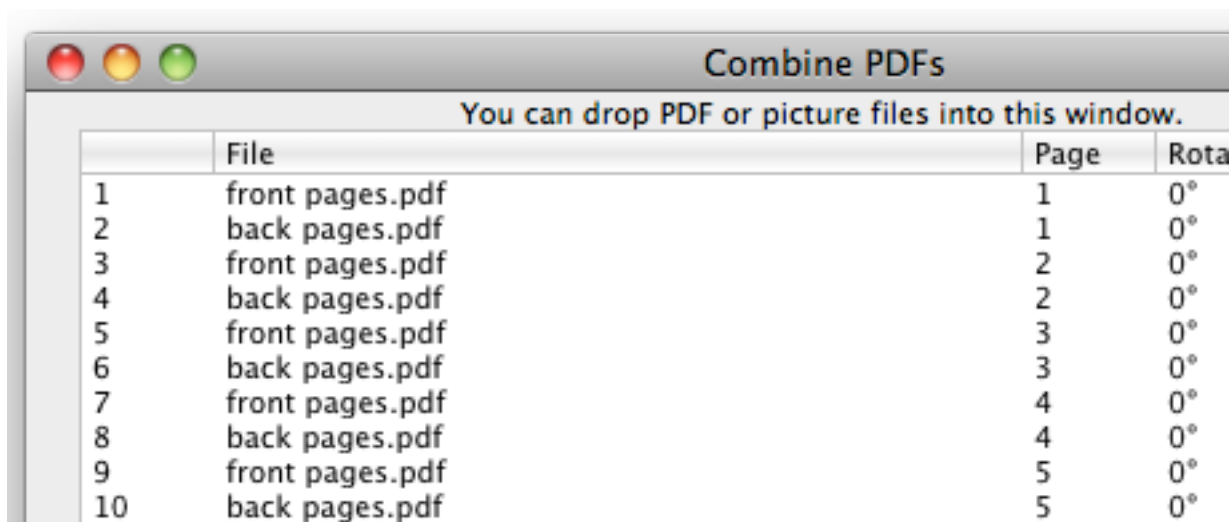 Combine PDFs
You can drop PDF or picture files into this window.
File Page Rota
1 front pages.pdf 1 0°
2 back pages.pdf 1 0°
3 front pages.pdf 2 0°
4 back pages.pdf 2 0°
5 front pages.pdf 3 0°
6 back pages.pdf 3 0°
7 front pages.pdf 4 0°
8 back pages.pdf 4 0°
9 front pages.pdf 5 0°
10 back pages.pdf 5 0°